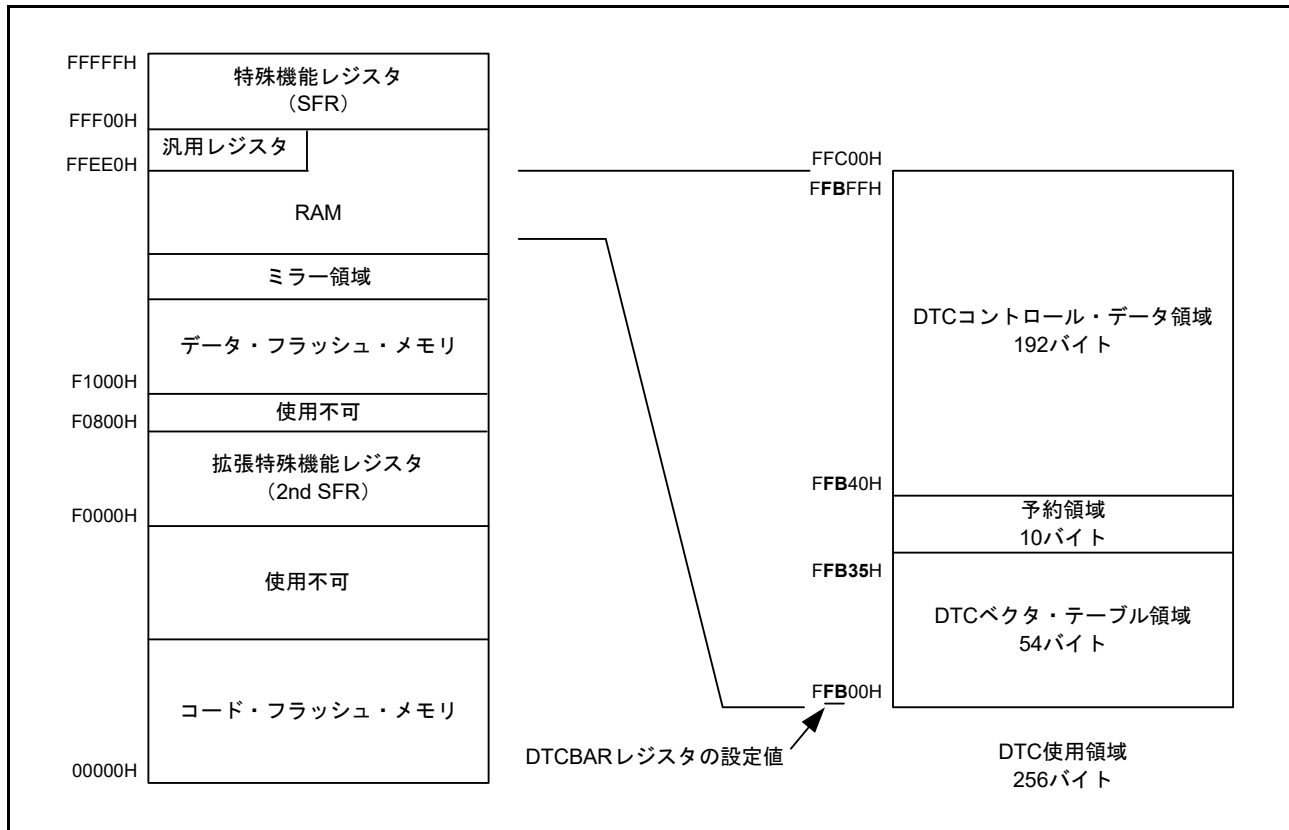 FFFFFH
特殊機能レジスタ
（SFR）
FFF00H
汎用レジスタ
FFEE0H
RAM
ミラー領域
データ・フラッシュ・メモリ
F1000H
使用不可
F0800H
拡張特殊機能レジスタ
（2nd SFR）
F0000H
使用不可
コード・フラッシュ・メモリ
00000H
FFC00H
FFBFFH
DTCコントロール・データ領域
192バイト
FFB40H
予約領域
10バイト
FFB35H
DTCベクタ・テーブル領域
54バイト
FFB00H
DTCBARレジスタの設定値
DTC使用領域
256バイト